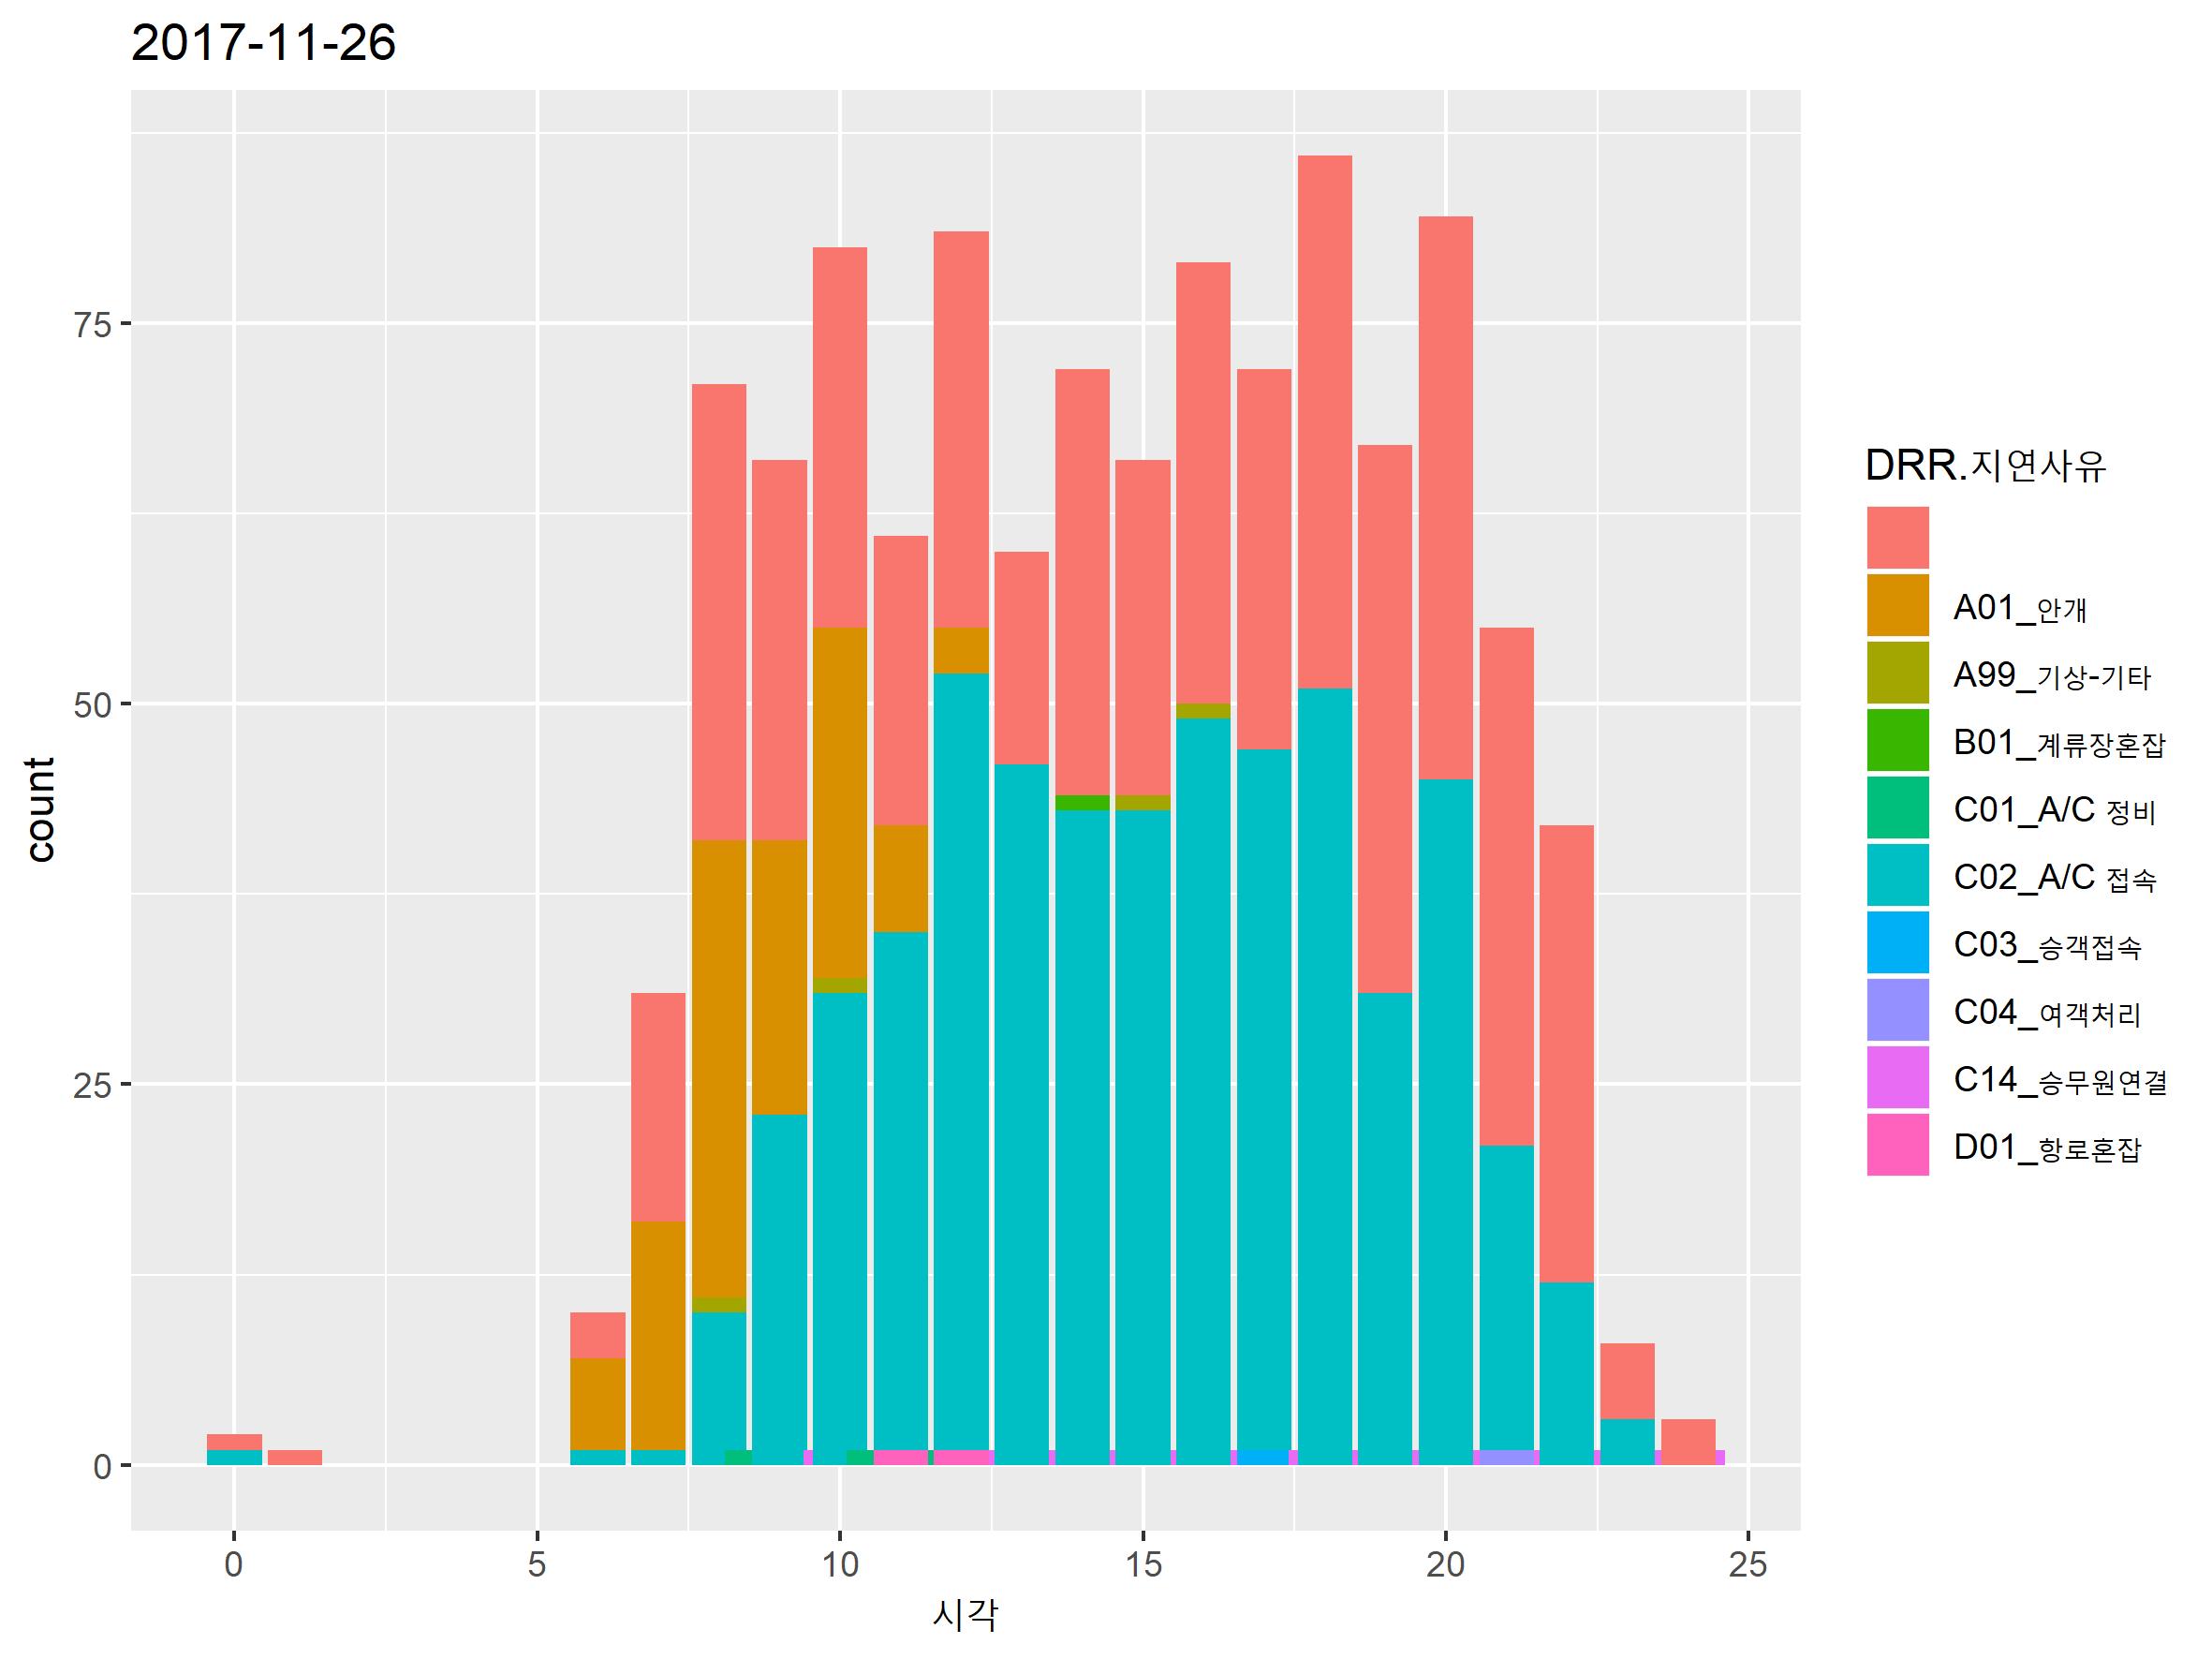 2017-11-26
75
50
25
0
count
0 5 10 15 20 25
시각
DRR.지연사유
A01_안개
A99_기상-기타
B01_계류장혼잡
C01_A/C 정비
C02_A/C 접속
C03_승객접속
C04_여객처리
C14_승무원연결
D01_항로혼잡